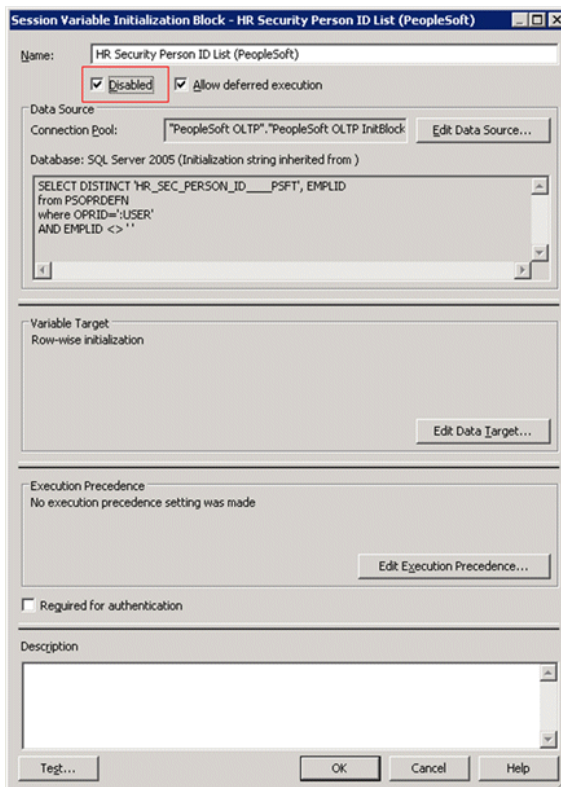 Session Variable Initialization Block - HR Security Person ID List (PeopleSoft)
Name: HR Security Person ID List (PeopleSoft)
Disabled Allow deferred execution
Data Source
Connection Pool: "PeopleSoft OLTP"."PeopleSoft OLTP InitBlock Edit Data Source...
Database: SQL Server 2005 (Initialization string inherited from )
SELECT DISTINCT 'HR_SEC_PERSON_ID____PSFT', EMPLID
from PSOPRDEFN
where OPRID=':USER'
AND EMPLID <> ' '
Variable Target
Row-wise initialization
Edit Data Target...
Execution Precedence
No execution precedence setting was made
Edit Execution Precedence...
Required for authentication
Description
Test... OK Cancel Help